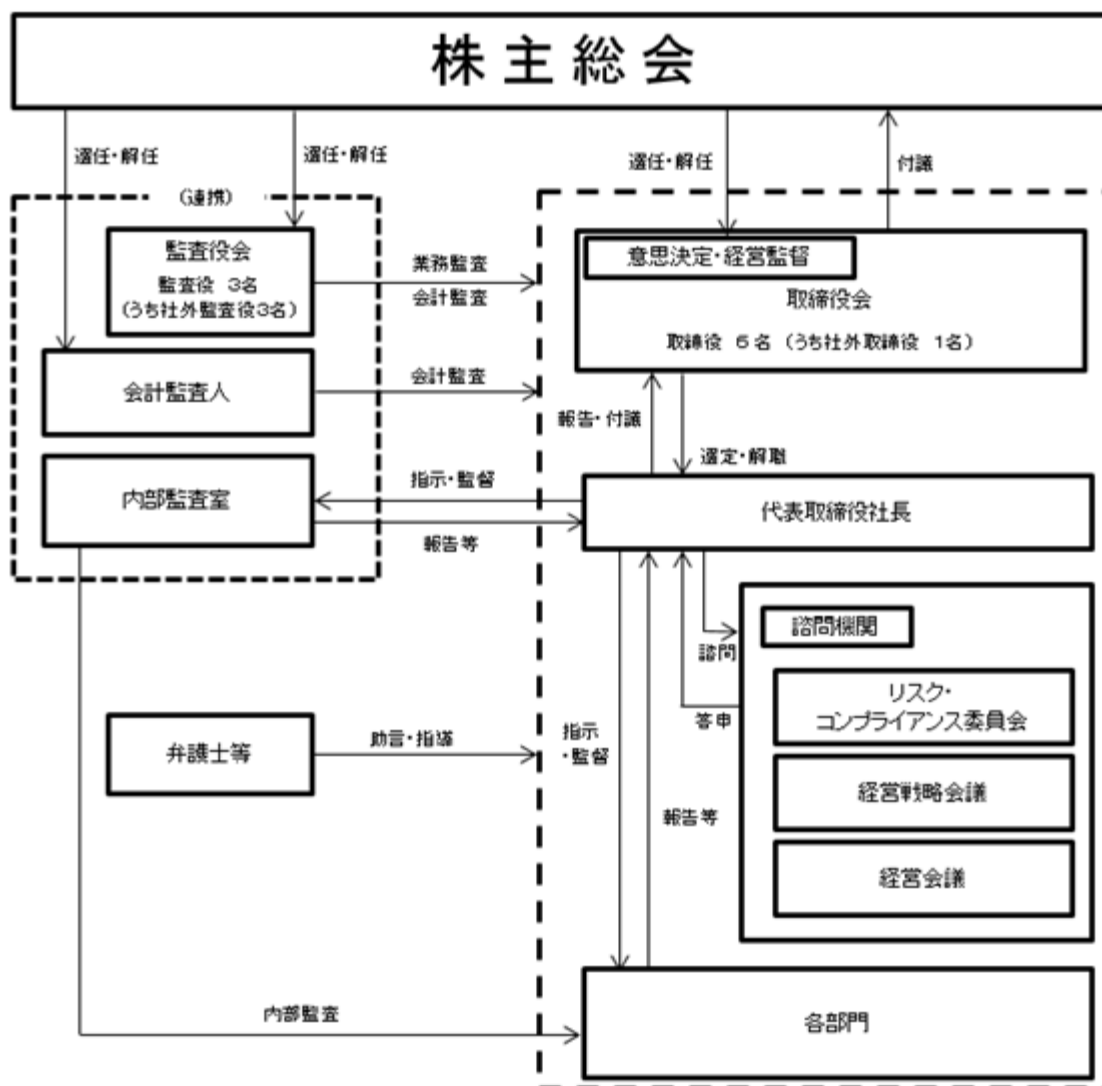 株主総会
選任・解任
選任・解任
選任・解任
付議
(連携)
監査役会
監査役 3名
(うち社外監査役3名)
業務監査
会計監査
意思決定・経営監督
取締役会
取締役 6名 (うち社外取締役 1名)
会計監査人
会計監査
報告・付議
選定・解職
内部監査室
指示・監督
報告等
代表取締役社長
諮問機関
諮問
リスク・
コンプライアンス委員会
答申
弁護士等
助言・指導
指示
・監督
経営戦略会議
報告等
経営会議
内部監査
各部門